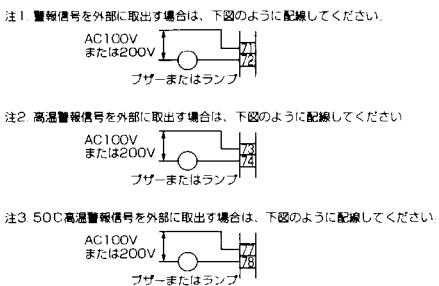 注1. 警報信号を外部に取出す場合は、下図のように配線してください.
AC100V
または200V
71
72
ブザーまたはランプ
注2. 高温警報信号を外部に取出す場合は、下図のように配線してください
AC100V
または200V
73
74
ブザーまたはランプ
注3. 50C高温警報信号を外部に取出す場合は、下図のように配線してください.
AC100V
または200V
77
78
ブザーまたはランプ